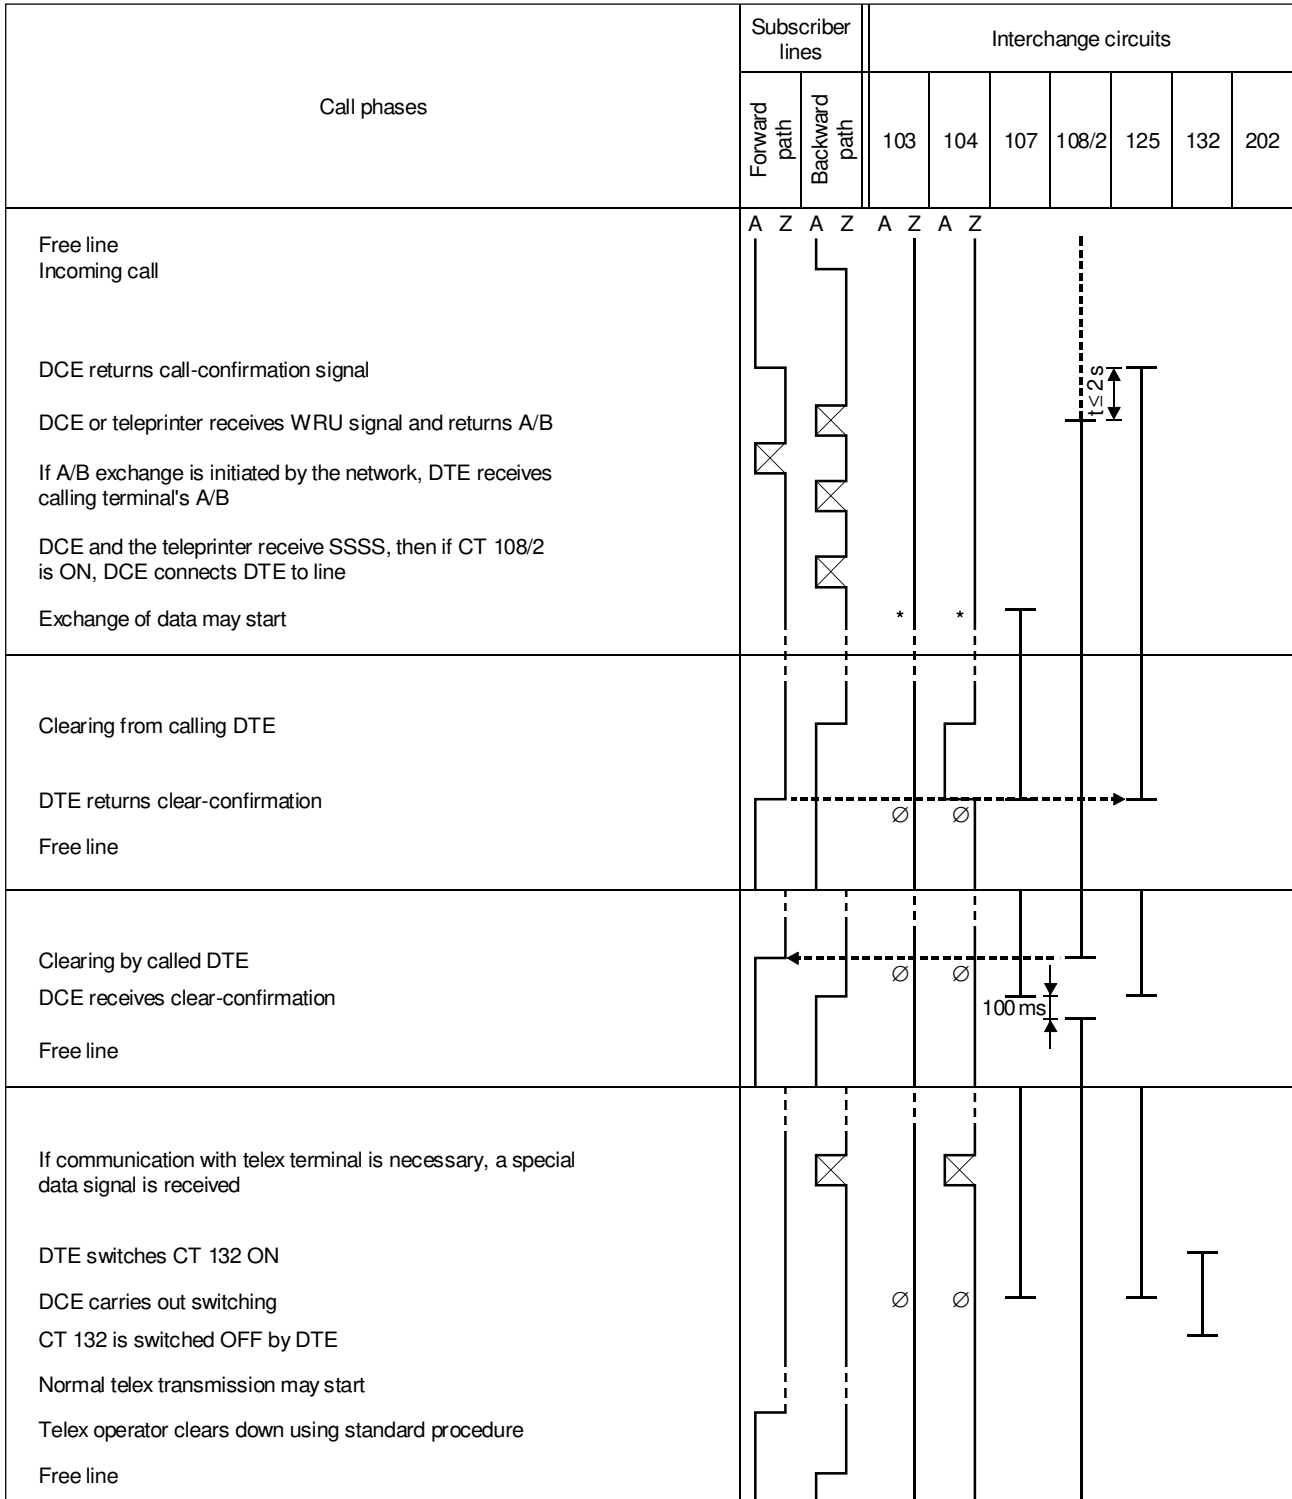 Call phases
Subscriber
lines
Interchange circuits
Forward
path
Backward
path
103
104
107
108/2
125
132
202
A Z A Z A Z A Z
Free line
Incoming call
DCE returns call-confirmation signal
t ≤ 2 s
DCE or teleprinter receives WRU signal and returns A/B
If A/B exchange is initiated by the network, DTE receives
calling terminal's A/B
DCE and the teleprinter receive SSSS, then if CT 108/2
is ON, DCE connects DTE to line
Exchange of data may start
* *
Clearing from calling DTE
DTE returns clear-confirmation
∅ ∅
Free line
Clearing by called DTE
∅ ∅
DCE receives clear-confirmation
100 ms
Free line
If communication with telex terminal is necessary, a special
data signal is received
DTE switches CT 132 ON
DCE carries out switching
∅ ∅
CT 132 is switched OFF by DTE
Normal telex transmission may start
Telex operator clears down using standard procedure
Free line